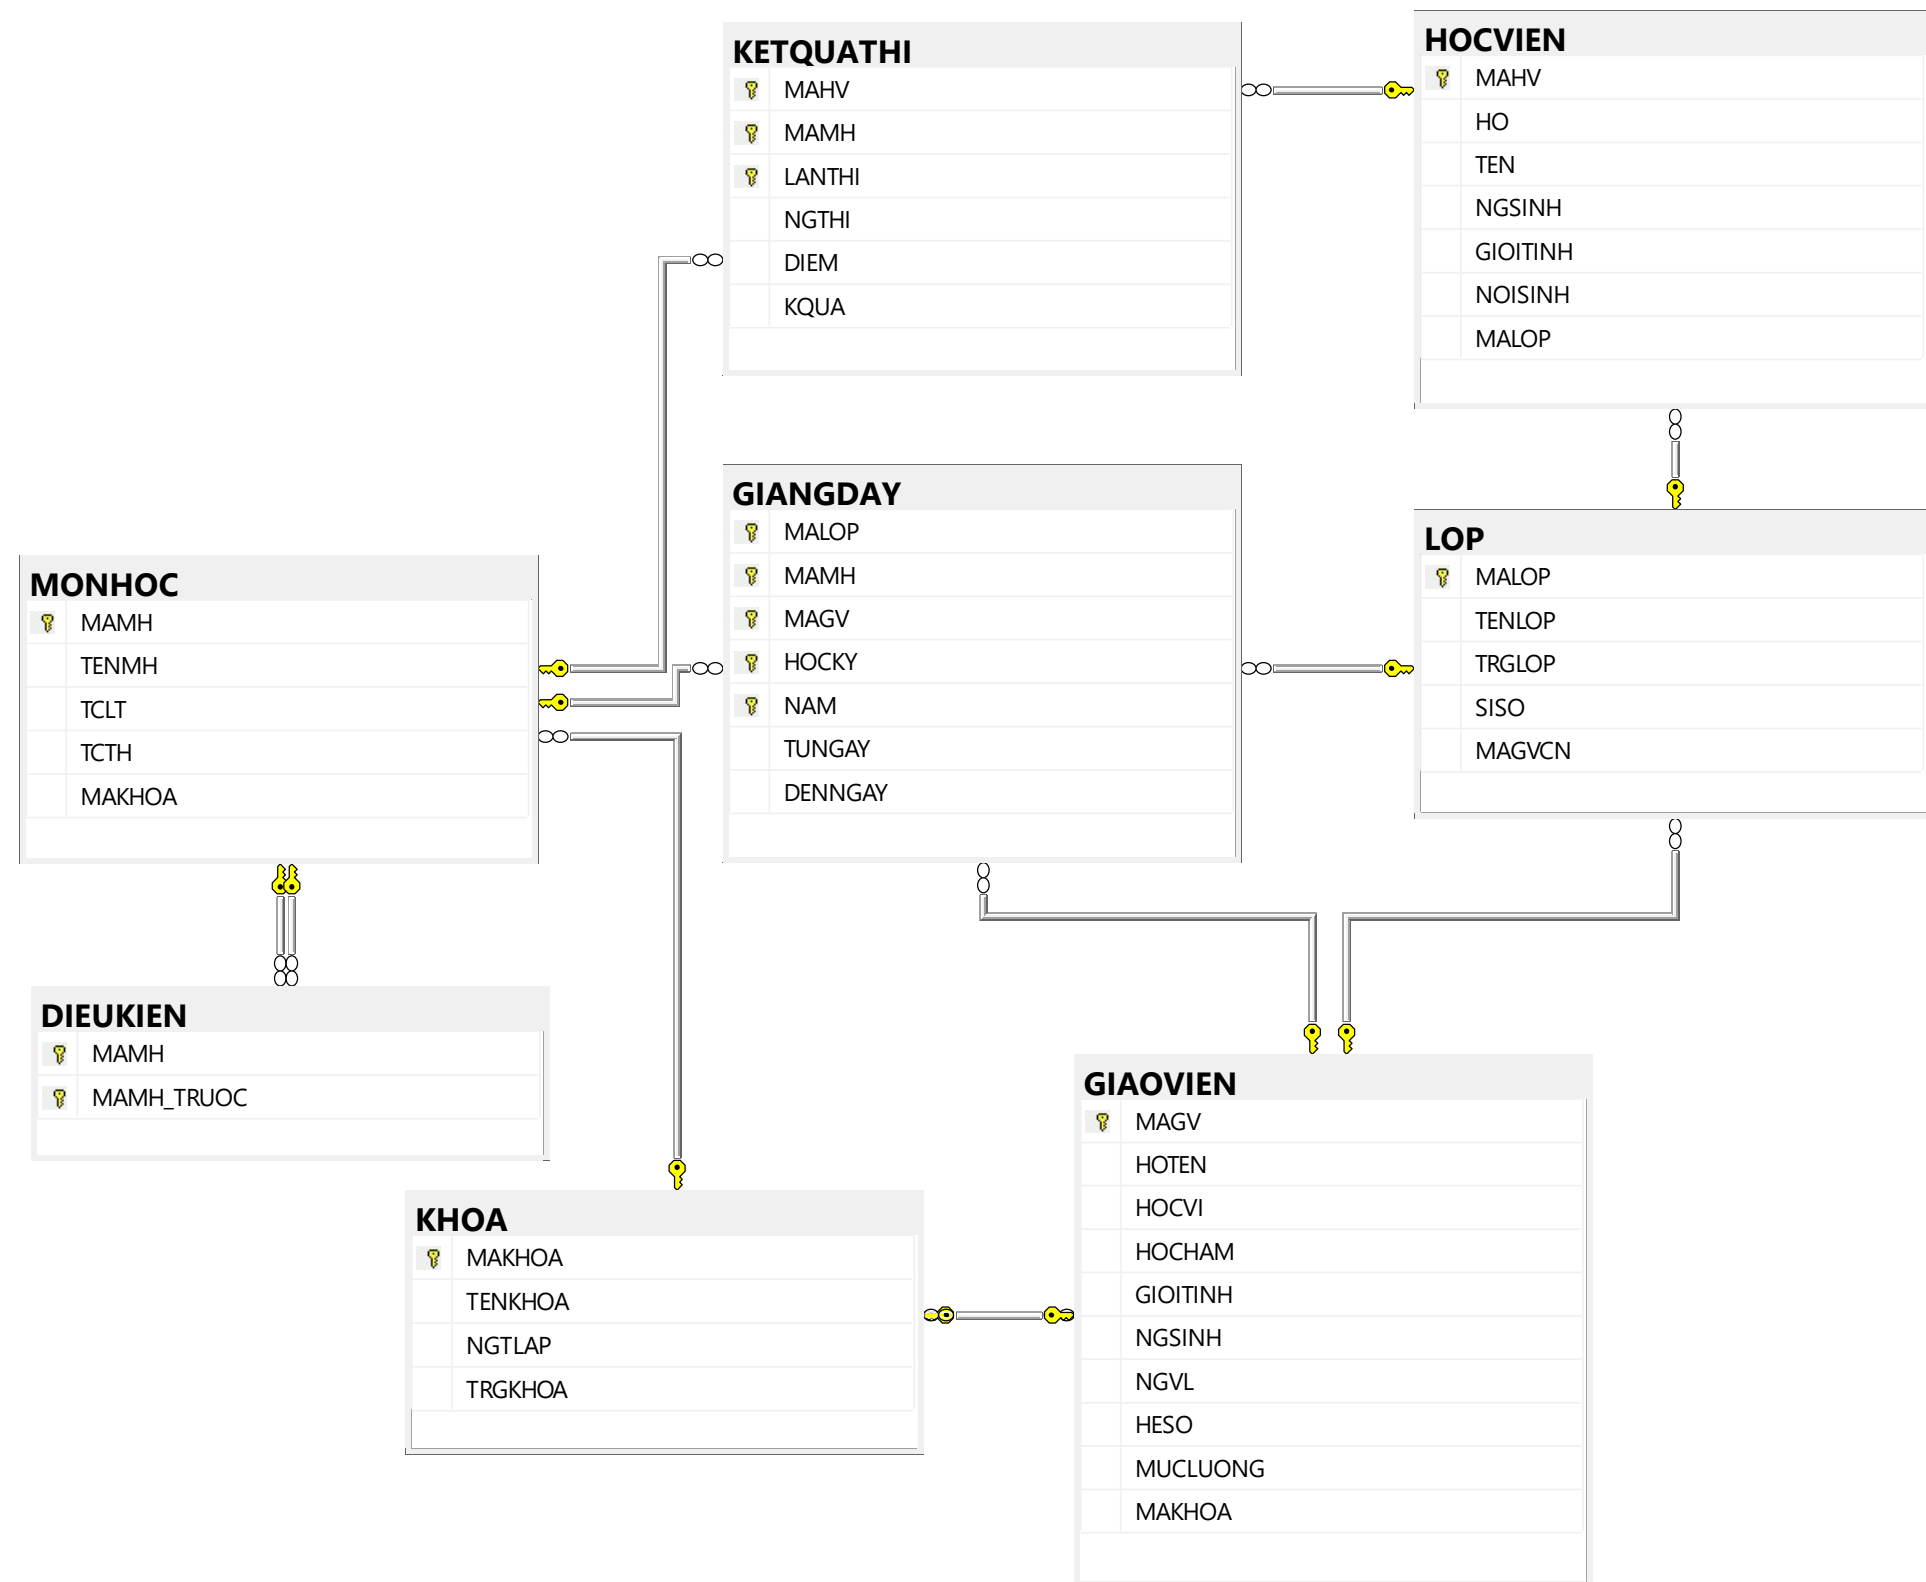 KETQUATHI
MAHV
MAMH
LANTHI
NGTHI
DIEM
KQUA
HOCVIEN
MAHV
HO
TEN
NGSINH
GIOITINH
NOISINH
MALOP
GIANGDAY
MALOP
MAMH
MAGV
HOCKY
NAM
TUNGAY
DENNGAY
LOP
MALOP
TENLOP
TRGLOP
SISO
MAGVCN
MONHOC
MAMH
TENMH
TCLT
TCTH
MAKHOA
DIEUKIEN
MAMH
MAMH_TRUOC
KHOA
MAKHOA
TENKHOA
NGTLAP
TRGKHOA
GIAOVIEN
MAGV
HOTEN
HOCVI
HOCHAM
GIOITINH
NGSINH
NGVL
HESO
MUCLUONG
MAKHOA